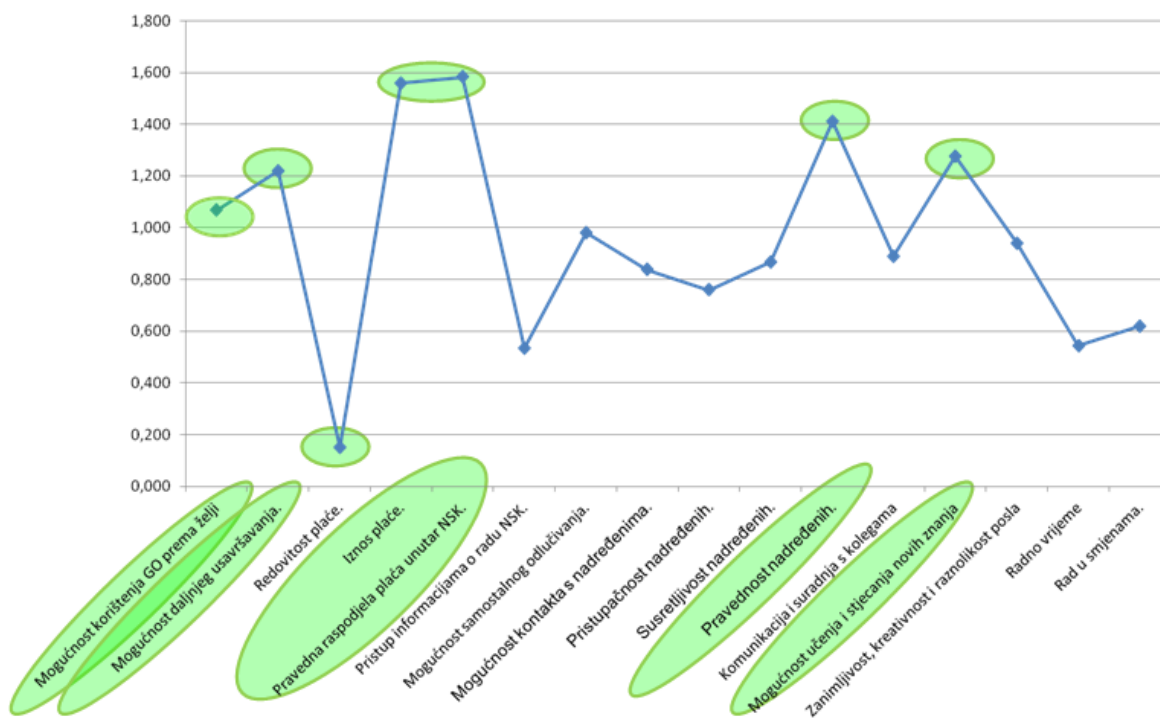 1,800
1,600
1,400
1,200
1,000
0,800
0,600
0,400
0,200
0,000
Mogućnost korištenja GO prema želji
Mogućnost daljnjeg usavršavanja.
Redovitost plaće.
Iznos plaće.
Pravedna raspodjela plaća unutar NSK.
Pristup informacijama o radu NSK.
Mogućnost samostalnog odlučivanja.
Mogućnost kontakta s nadređenima.
Pristupačnost nadređenih.
Susretljivost nadređenih.
Pravednost nadređenih.
Komunikacija i suradnja s kolegama
Mogućnost učenja i stjecanja novih znanja
Zanimljivost, kreativnost i raznolikost posla
Radno vrijeme
Rad u smjenama.